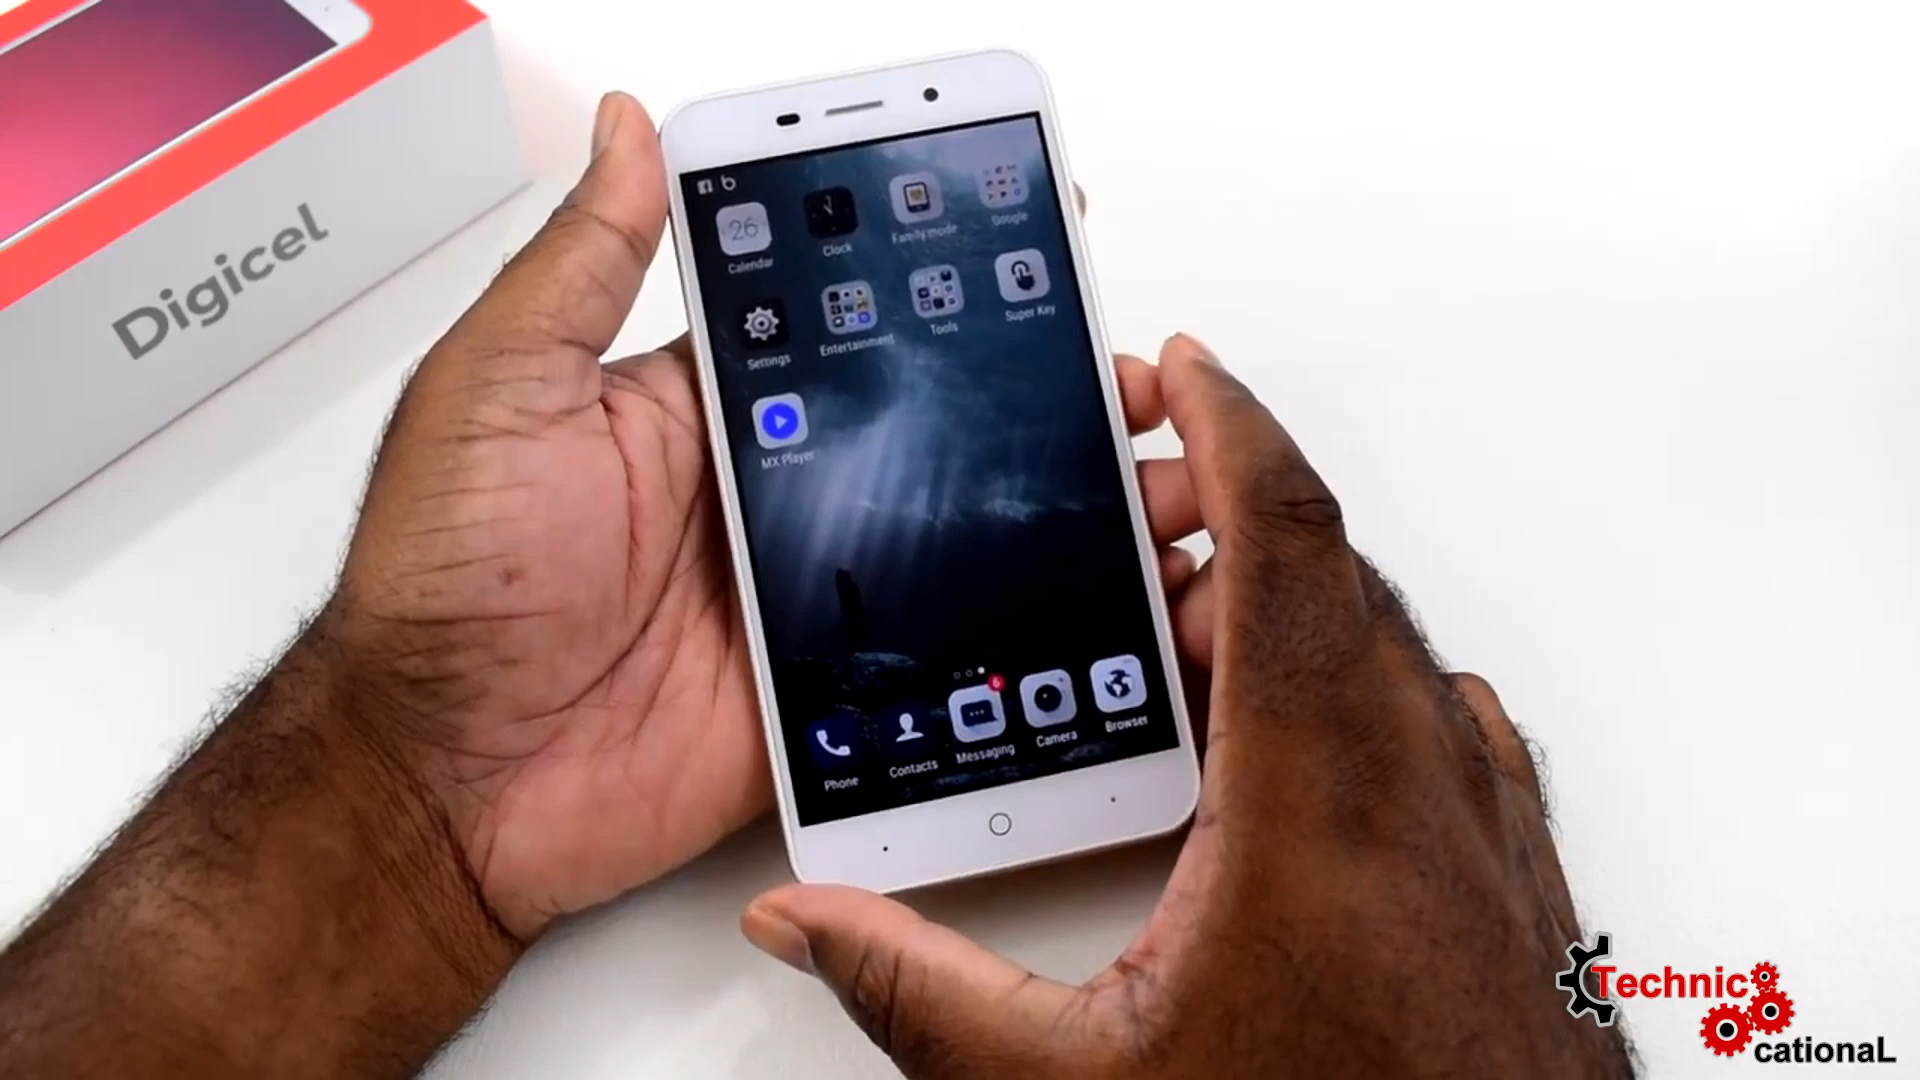 Digicel
26
Calendar
Clock
Family mode
Google
Settings
Entertainment
Tools
Super Key
MX Player
6
Phone
Contacts
Messaging
Camera
Browser
Technic
cationaL